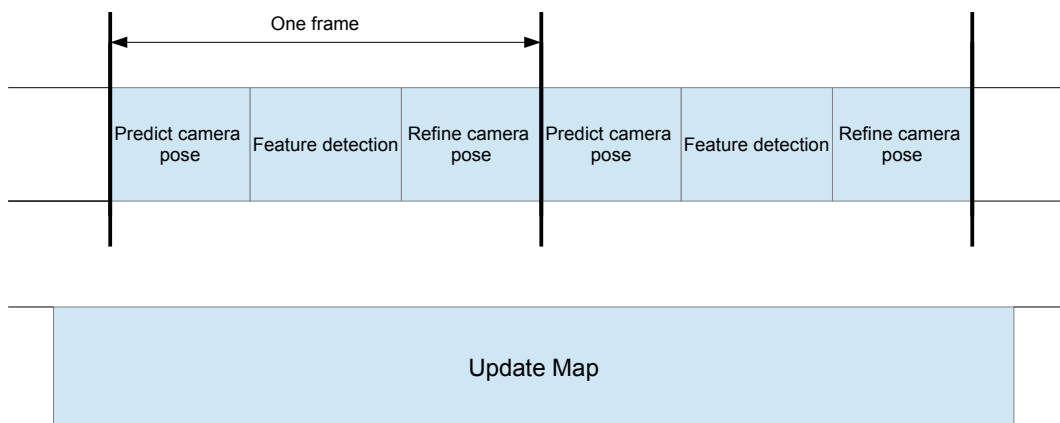 One frame
Predict camera
pose
Feature detection
Refine camera
pose
Predict camera
pose
Feature detection
Refine camera
pose
Update Map